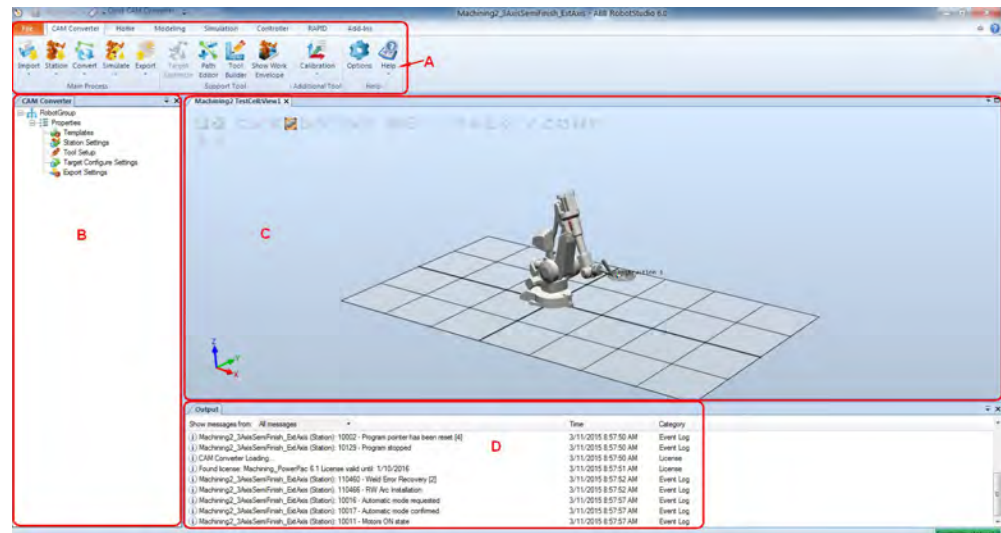 Machining2_3AxisSemiFinish_ExtAxis - ABB RobotStudio 6.0
File CAM Converter Home Modeling Simulation Controller RAPID Add-Ins
Import Station Convert Simulate Export Target Optimize Path Editor Tool Builder Show Work Envelope Calibration Options Help
A
Main Process Support Tool Additional Tool Help
CAM Converter
Machining2 TestCell:View1
RobotGroup
Properties
Templates
Station Settings
Tool Setup
Target Configure Settings
Export Settings
B
C
Z
Y
X
Output
Show messages from: All messages Time Category
Machining2_3AxisSemiFinish_ExtAxis (Station): 10002 - Program pointer has been reset [4] 3/11/2015 8:57:50 AM Event Log
Machining2_3AxisSemiFinish_ExtAxis (Station): 10129 - Program stopped 3/11/2015 8:57:50 AM Event Log
D
CAM Converter Loading... 3/11/2015 8:57:50 AM License
Found license: Machining_PowerPac 6.1 License valid until: 1/10/2016 3/11/2015 8:57:51 AM License
Machining2_3AxisSemiFinish_ExtAxis (Station): 110460 - Weld Error Recovery [2] 3/11/2015 8:57:52 AM Event Log
Machining2_3AxisSemiFinish_ExtAxis (Station): 110466 - RW Arc Installation 3/11/2015 8:57:52 AM Event Log
Machining2_3AxisSemiFinish_ExtAxis (Station): 10016 - Automatic mode requested 3/11/2015 8:57:57 AM Event Log
Machining2_3AxisSemiFinish_ExtAxis (Station): 10017 - Automatic mode confirmed 3/11/2015 8:57:57 AM Event Log
Machining2_3AxisSemiFinish_ExtAxis (Station): 10011 - Motors ON state 3/11/2015 8:57:57 AM Event Log